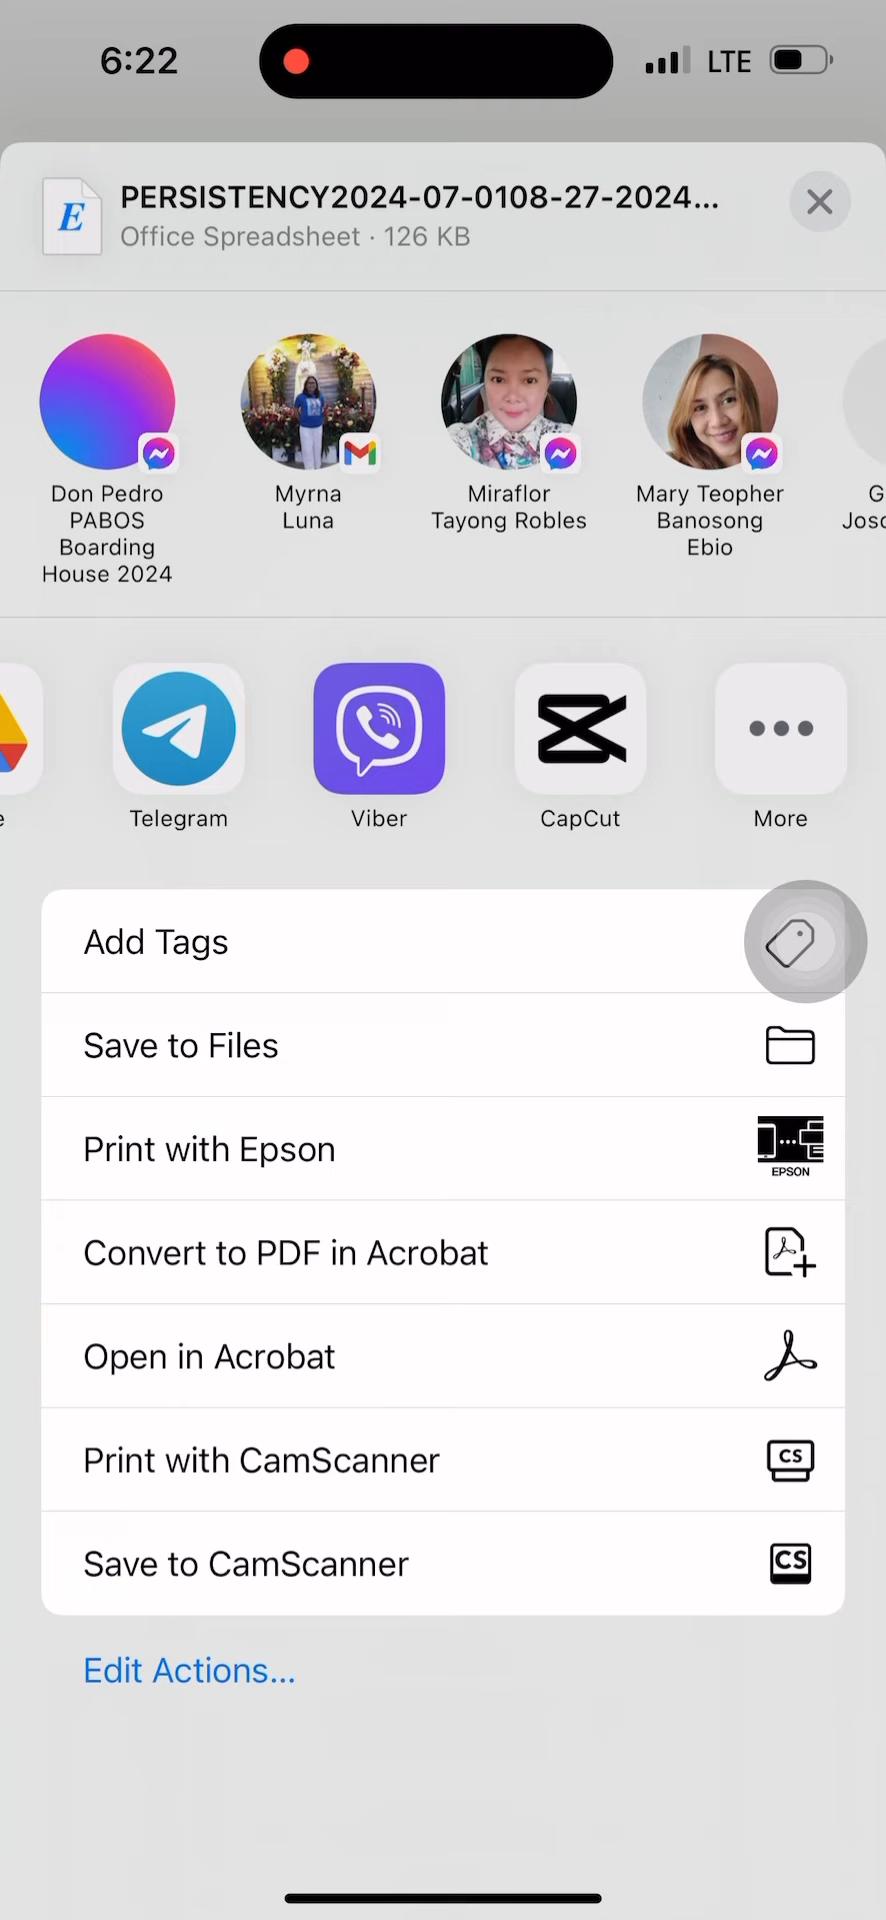 6:22
LTE
E
PERSISTENCY2024-07-0108-27-2024...
Office Spreadsheet · 126 KB
Don Pedro
PABOS
Boarding
House 2024
Myrna
Luna
Miraflor
Tayong Robles
Mary Teopher
Banosong
Ebio
G
Josc
e
Telegram
Viber
CapCut
More
Add Tags
Save to Files
Print with Epson
EPSON
Convert to PDF in Acrobat
Open in Acrobat
Print with CamScanner
CS
Save to CamScanner
CS
Edit Actions...